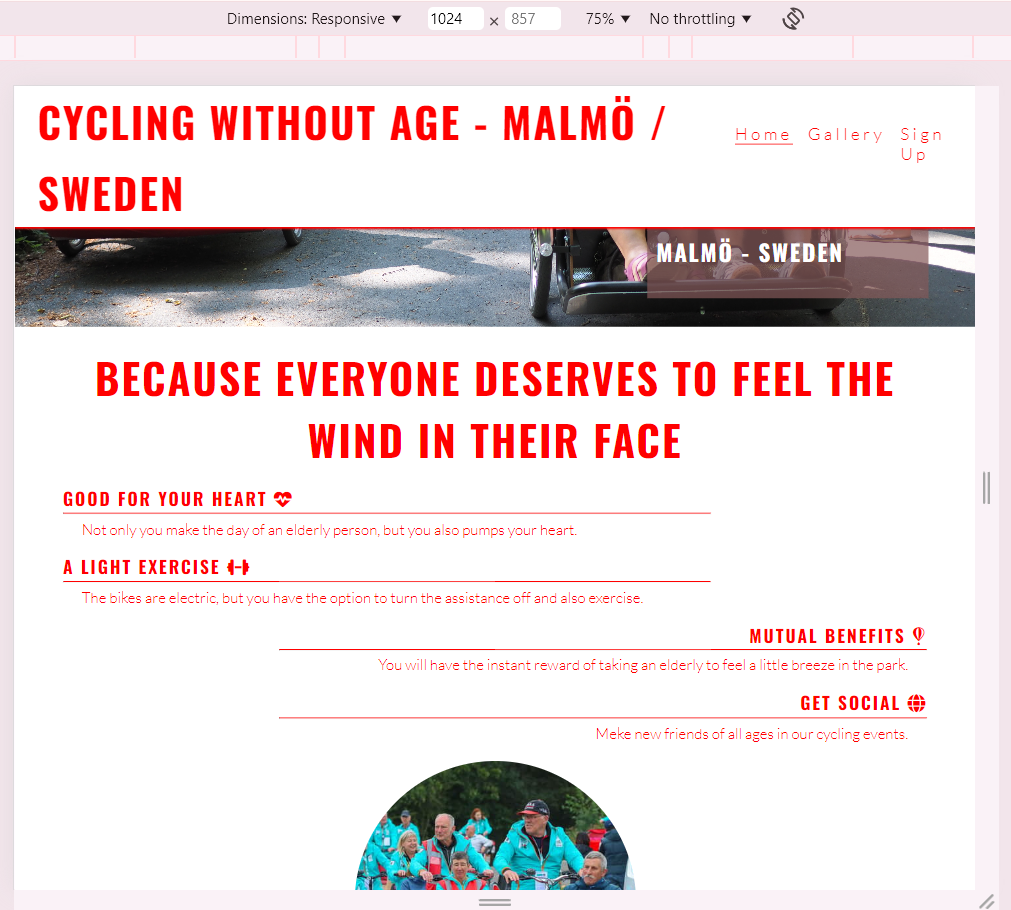 Dimensions: Responsive ▼ 1024 × 857 75% ▼ No throttling ▼
CYCLING WITHOUT AGE - MALMÖ /
SWEDEN
Home Gallery Sign
Up
MALMÖ - SWEDEN
BECAUSE EVERYONE DESERVES TO FEEL THE
WIND IN THEIR FACE
GOOD FOR YOUR HEART
Not only you make the day of an elderly person, but you also pumps your heart.
A LIGHT EXERCISE
The bikes are electric, but you have the option to turn the assistance off and also exercise.
MUTUAL BENEFITS
You will have the instant reward of taking an elderly to feel a little breeze in the park.
GET SOCIAL
Meke new friends of all ages in our cycling events.